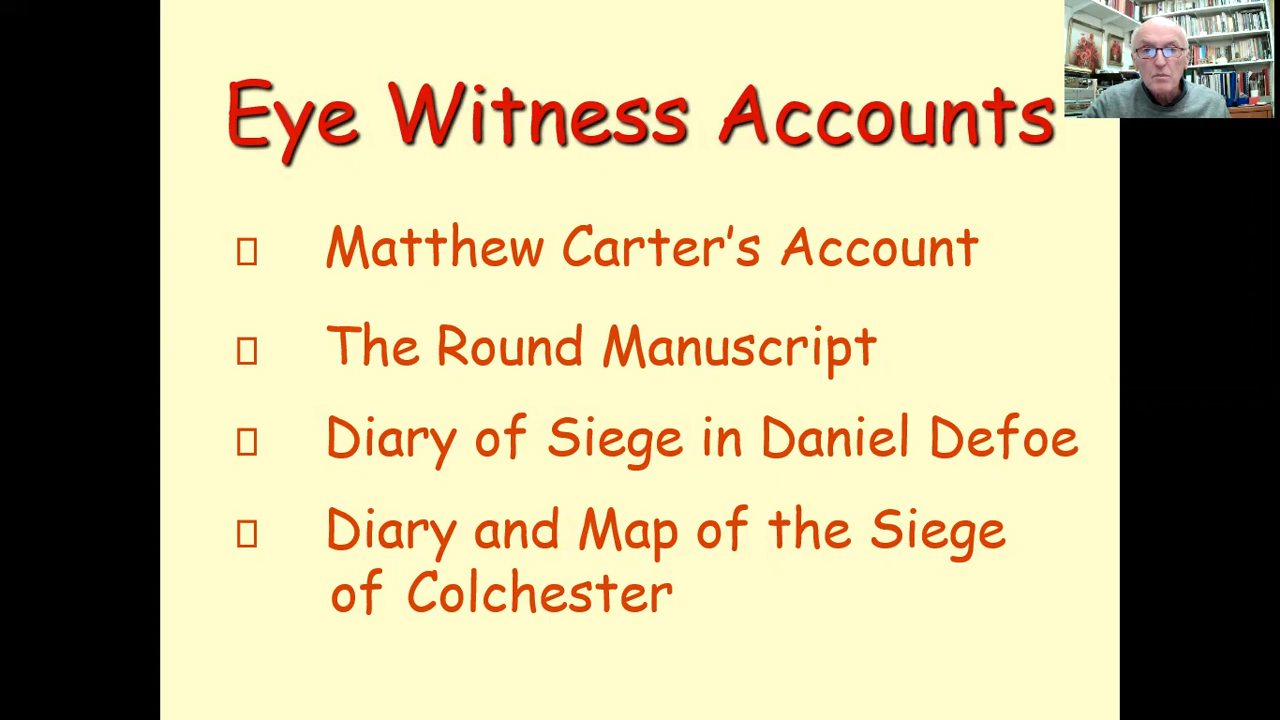 Eye Witness Accounts
Matthew Carter's Account
The Round Manuscript
Diary of Siege in Daniel Defoe
Diary and Map of the Siege
of Colchester